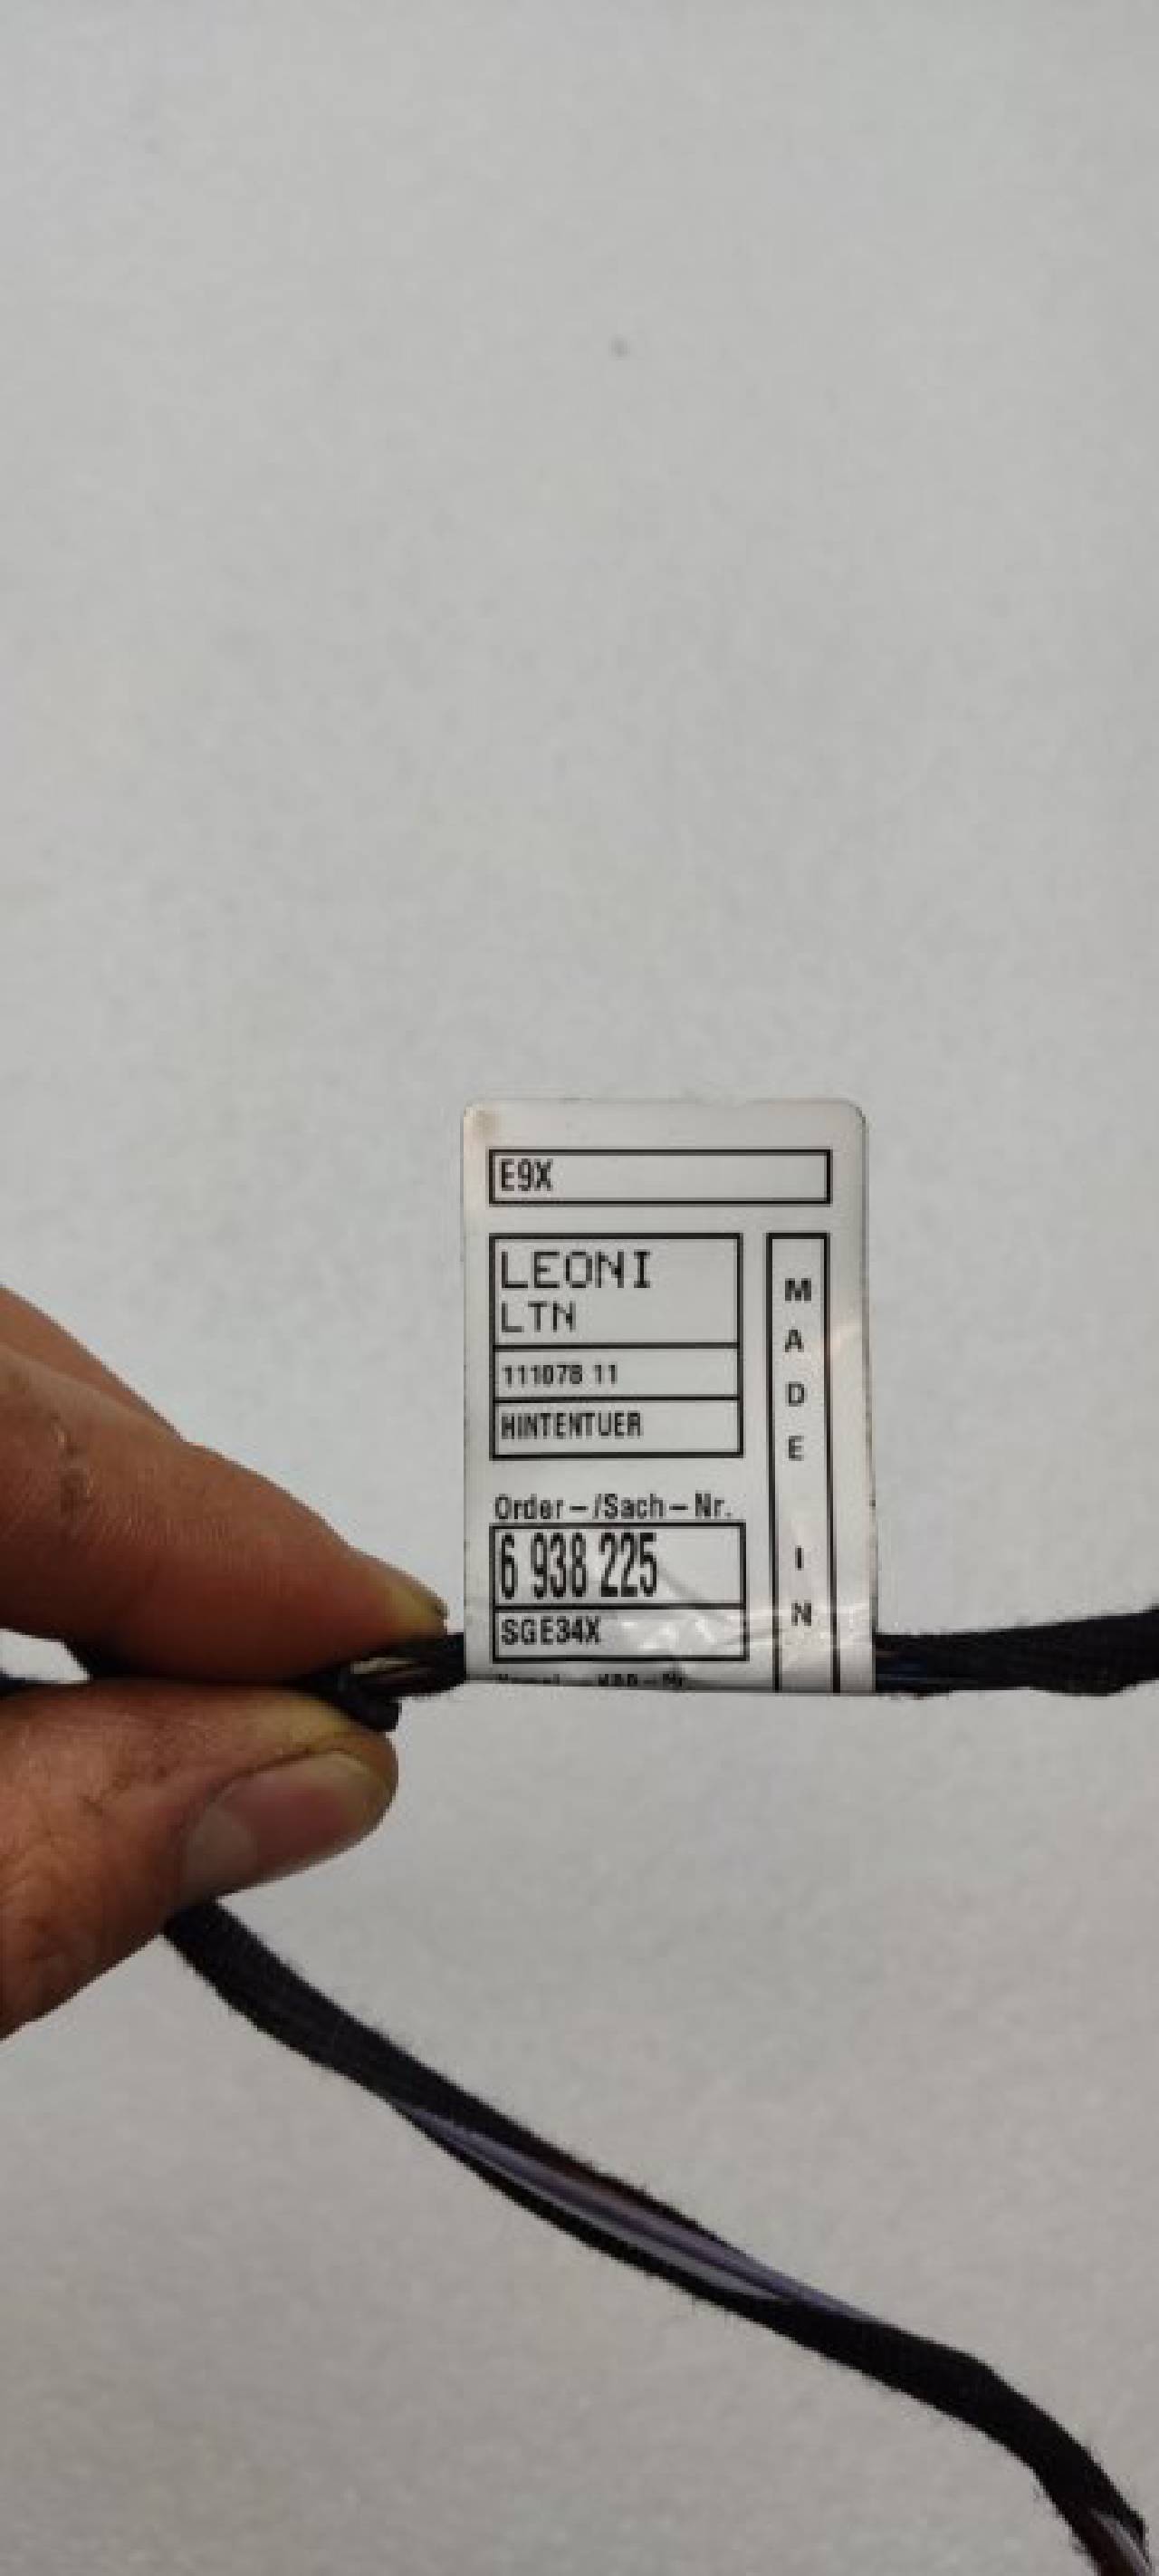 E9X
LEONI
LTN
111078 11
HINTENTUER
Order-/Sach-Nr.
6 938 225
SGE34X
MADE IN